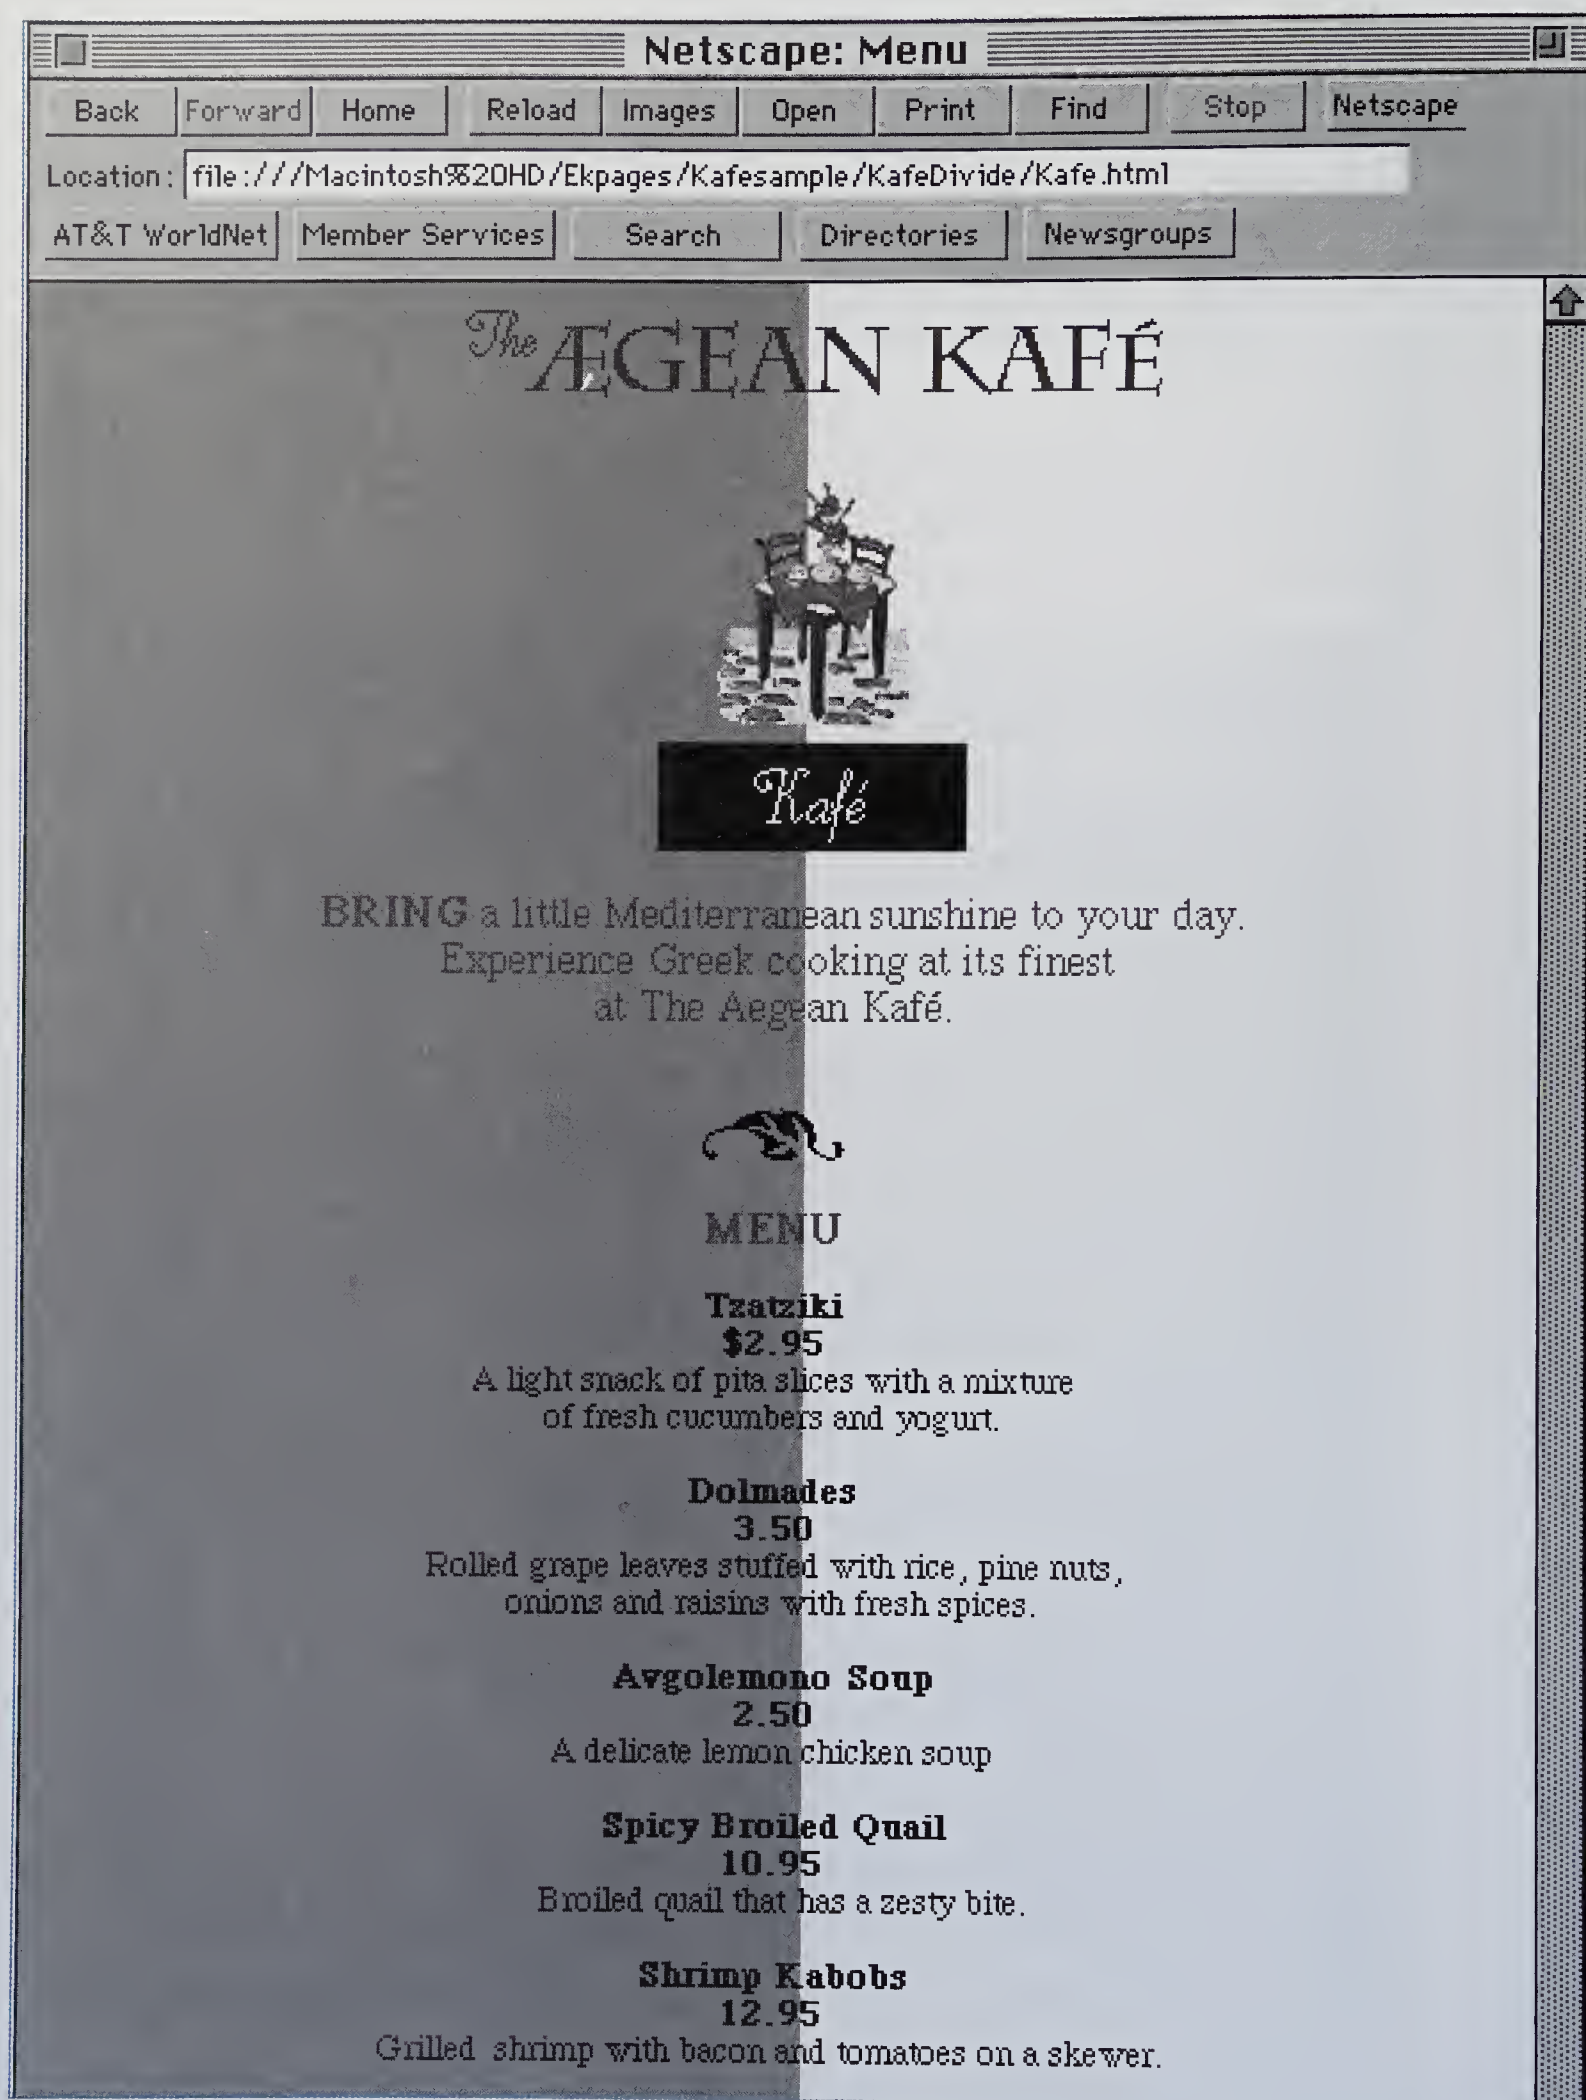 Netscape: Menu
Back Forward Home Reload Images Open Print Find Stop Netscape
Location: file:///Macintosh%20HD/Ekpages/Kafesample/KafeDivide/Kafe.html
AT&T WorldNet Member Services Search Directories Newsgroups
The ÆGEAN KAFÉ
Kafé
BRING a little Mediterranean sunshine to your day.
Experience Greek cooking at its finest
at The Aegean Kafé.
MENU
Tzatziki
$2.95
A light snack of pita slices with a mixture
of fresh cucumbers and yogurt.
Dolmades
3.50
Rolled grape leaves stuffed with rice, pine nuts,
onions and raisins with fresh spices.
Avgolemono Soup
2.50
A delicate lemon chicken soup
Spicy Broiled Quail
10.95
Broiled quail that has a zesty bite.
Shrimp Kabobs
12.95
Grilled shrimp with bacon and tomatoes on a skewer.